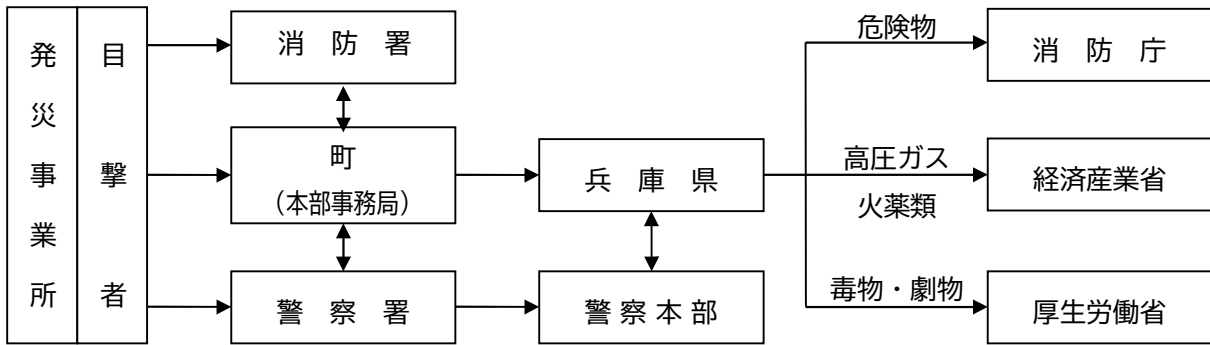 発災事業所
目撃者
消防署
町
（本部事務局）
警察署
兵庫県
警察本部
危険物
高圧ガス
火薬類
毒物・劇物
消防庁
経済産業省
厚生労働省